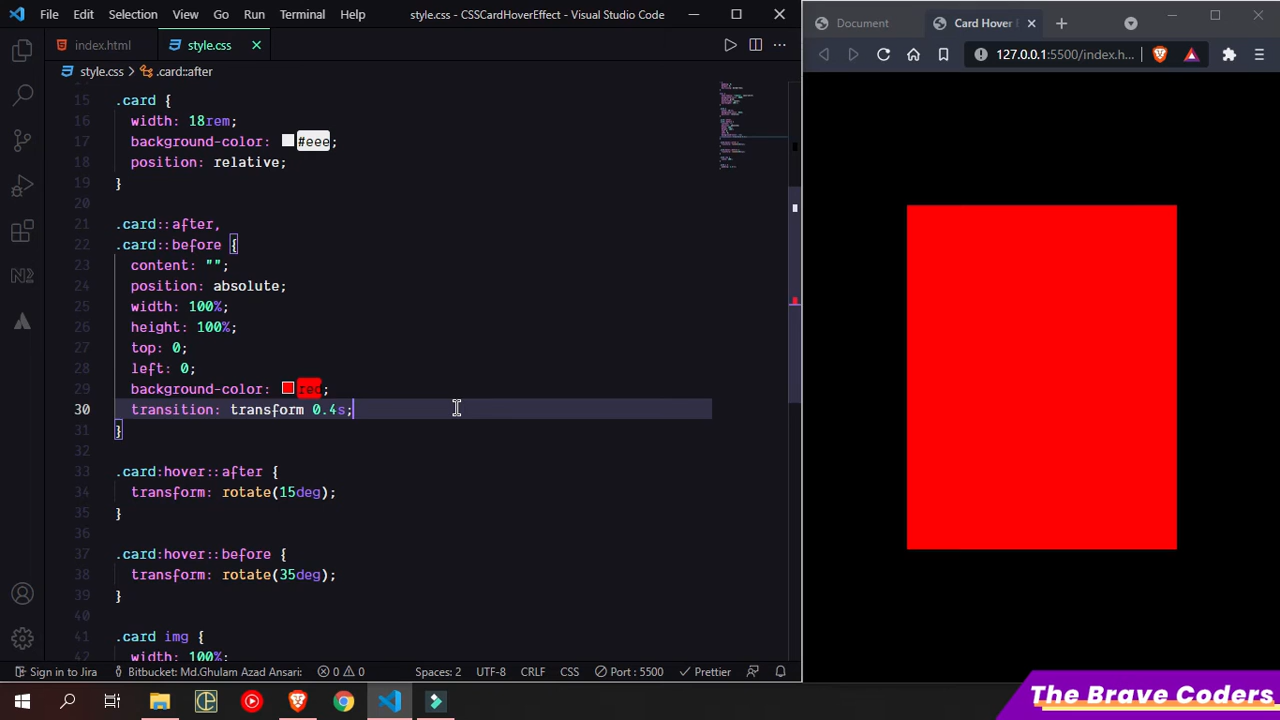 File Edit Selection View Go Run Terminal Help style.css - CSSCardHoverEffect - Visual Studio Code
index.html style.css
style.css > .card::after
15 .card {
16 width: 18rem;
17 background-color: #eee;
18 position: relative;
19 }
20
21 .card::after,
22 .card::before {
23 content: "";
24 position: absolute;
25 width: 100%;
26 height: 100%;
27 top: 0;
28 left: 0;
29 background-color: red;
30 transition: transform 0.4s;
31 }
32
33 .card:hover::after {
34 transform: rotate(15deg);
35 }
36
37 .card:hover::before {
38 transform: rotate(35deg);
39 }
40
41 .card img {
42 width: 100%;
Sign in to Jira Bitbucket: Md.Ghulam Azad Ansari: 0 0 Spaces: 2 UTF-8 CRLF CSS Port : 5500 Prettier
Document Card Hover
127.0.0.1:5500/index.h...
The Brave Coders